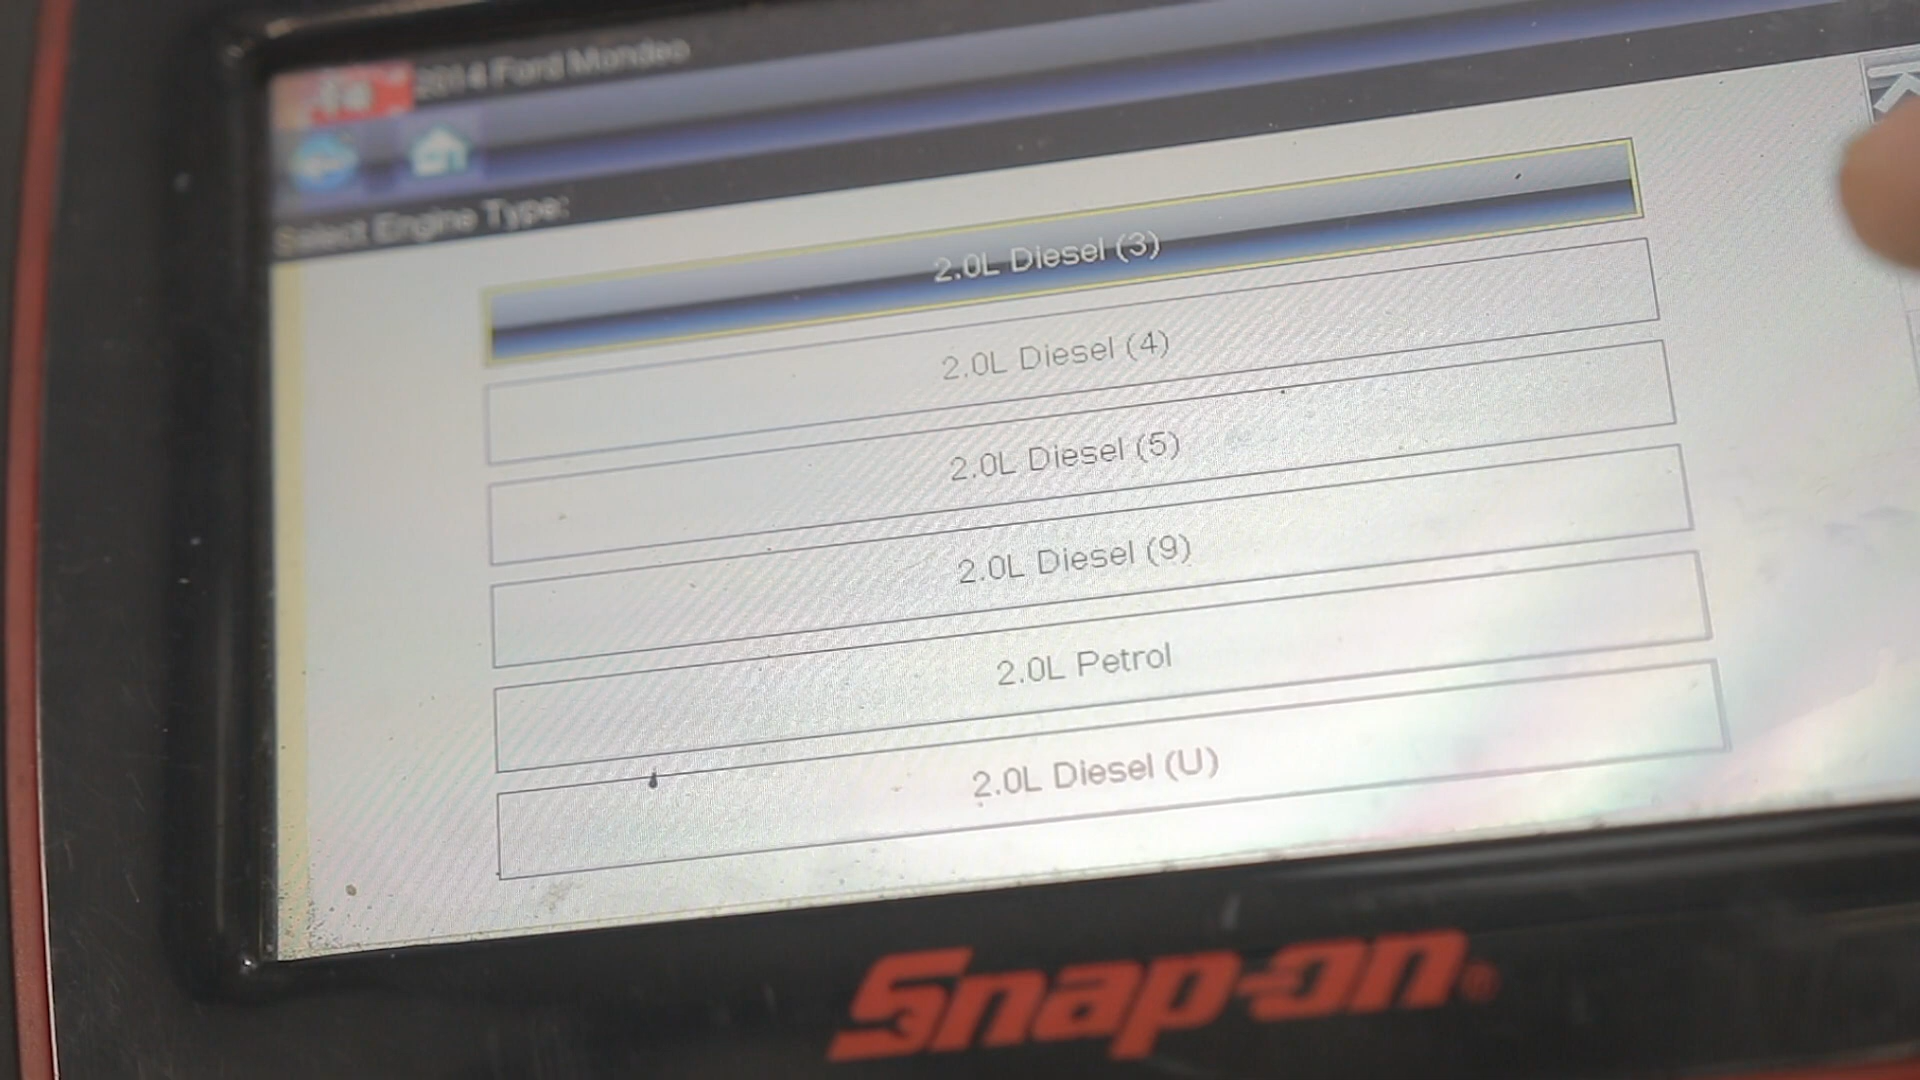 2014 Ford Mondeo
Select Engine Type:
2.0L Diesel (3)
2.0L Diesel (4)
2.0L Diesel (5)
2.0L Diesel (9)
2.0L Petrol
2.0L Diesel (U)
Snap-on®